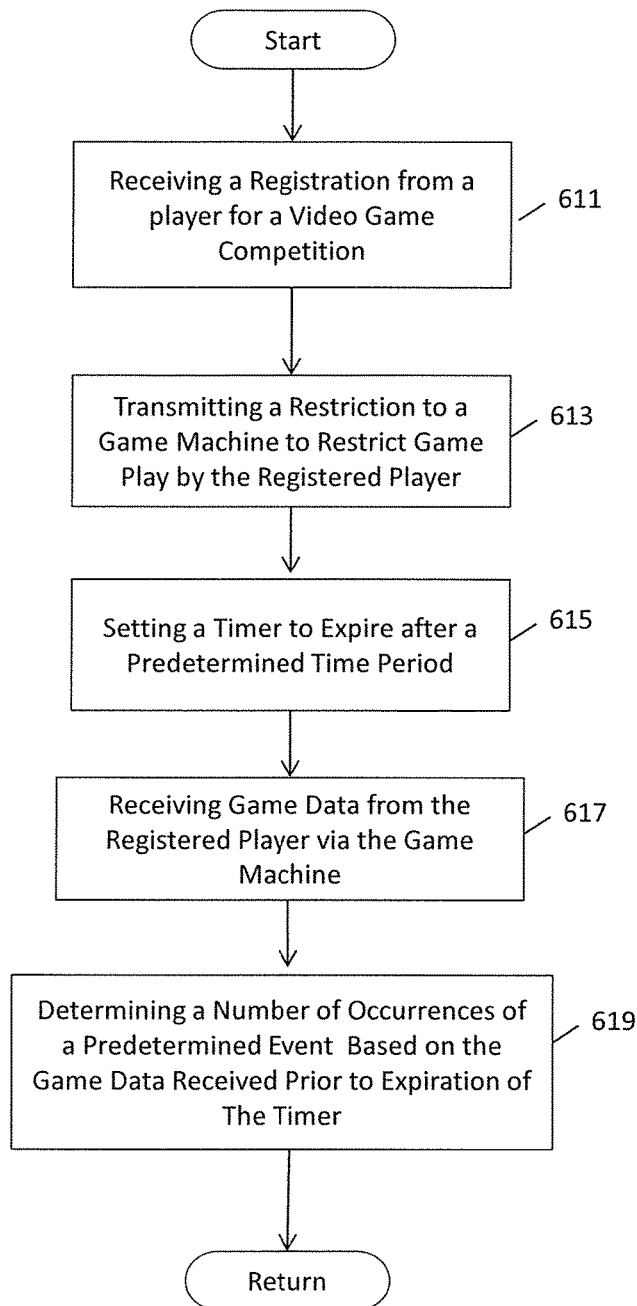 Start
Receiving a Registration from a
player for a Video Game
Competition
611
Transmitting a Restriction to a
Game Machine to Restrict Game
Play by the Registered Player
613
Setting a Timer to Expire after a
Predetermined Time Period
615
Receiving Game Data from the
Registered Player via the Game
Machine
617
Determining a Number of Occurrences of
a Predetermined Event  Based on the
Game Data Received Prior to Expiration of
The Timer
619
Return